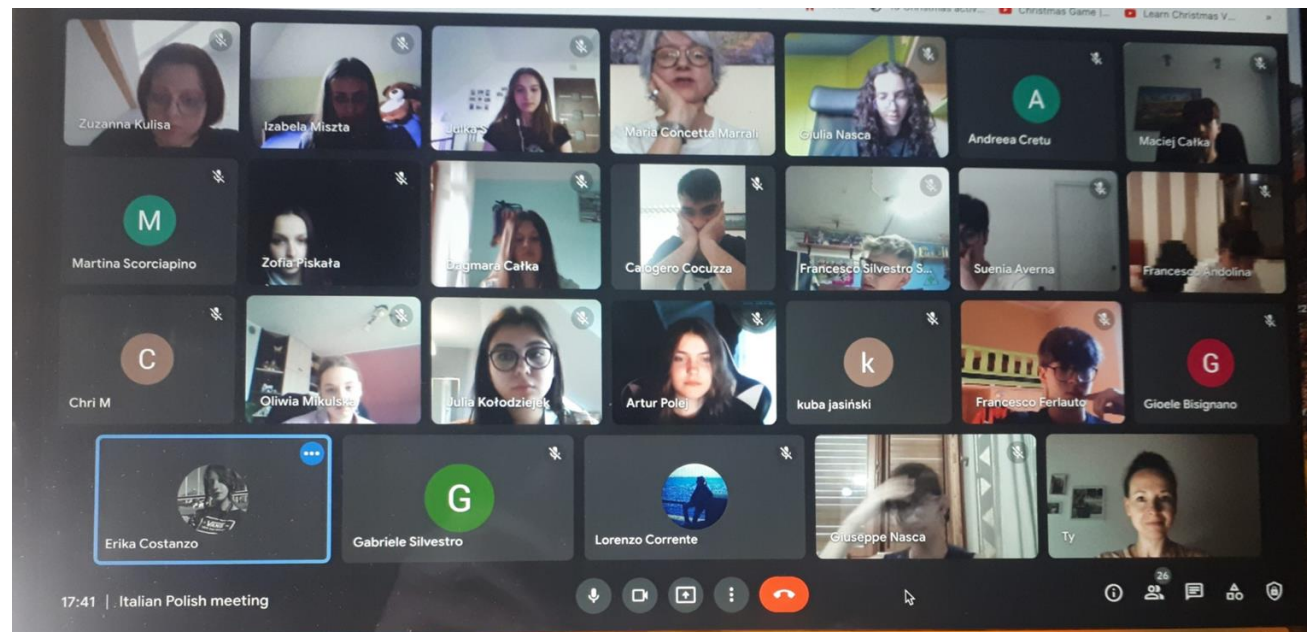 Christmas Game |...
Learn Christmas V...
»
Zuzanna Kulisa
Izabela Miszta
Julka S
Maria Concetta Marrali
Giulia Nasca
A
Andreea Cretu
Maciej Całka
M
Martina Scorciapino
Zofia Piskała
Dagmara Całka
Calogero Cocuzza
Francesco Silvestro S...
Suenia Averna
Francesco Andolina
C
Chri M
Oliwia Mikulska
Julia Kołodziejek
Artur Polej
k
kuba jasiński
Francesco Ferlauto
G
Gioele Bisignano
Erika Costanzo
G
Gabriele Silvestro
Lorenzo Corrente
Giuseppe Nasca
Ty
26
17:41 | Italian Polish meeting